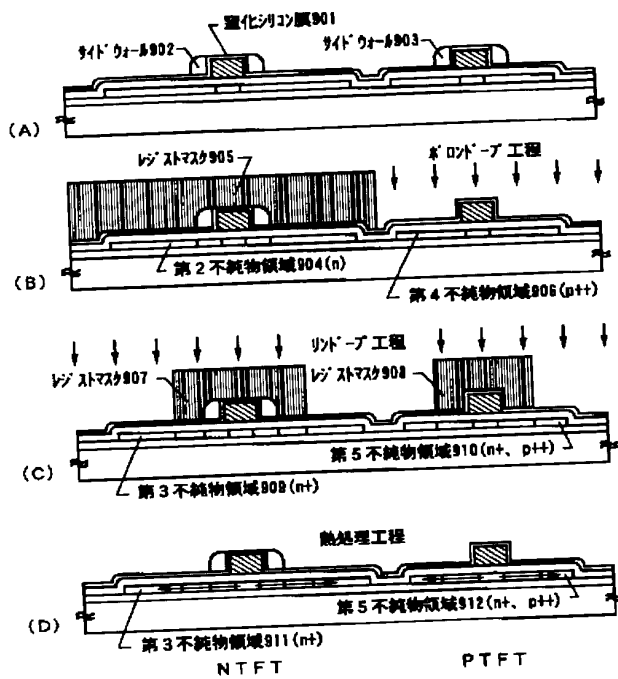 窒化シリコン膜901
サイドウォール902
サイドウォール903
(A)
レジストマスク905
ボロンドープ工程
第2不純物領域904(n)
第4不純物領域906(p++)
(B)
リンドープ工程
レジストマスク907
レジストマスク908
第5不純物領域910(n+、p++)
(C)
第3不純物領域909(n+)
熱処理工程
第5不純物領域912(n+、p++)
(D)
第3不純物領域911(n+)
NTFT
PTFT